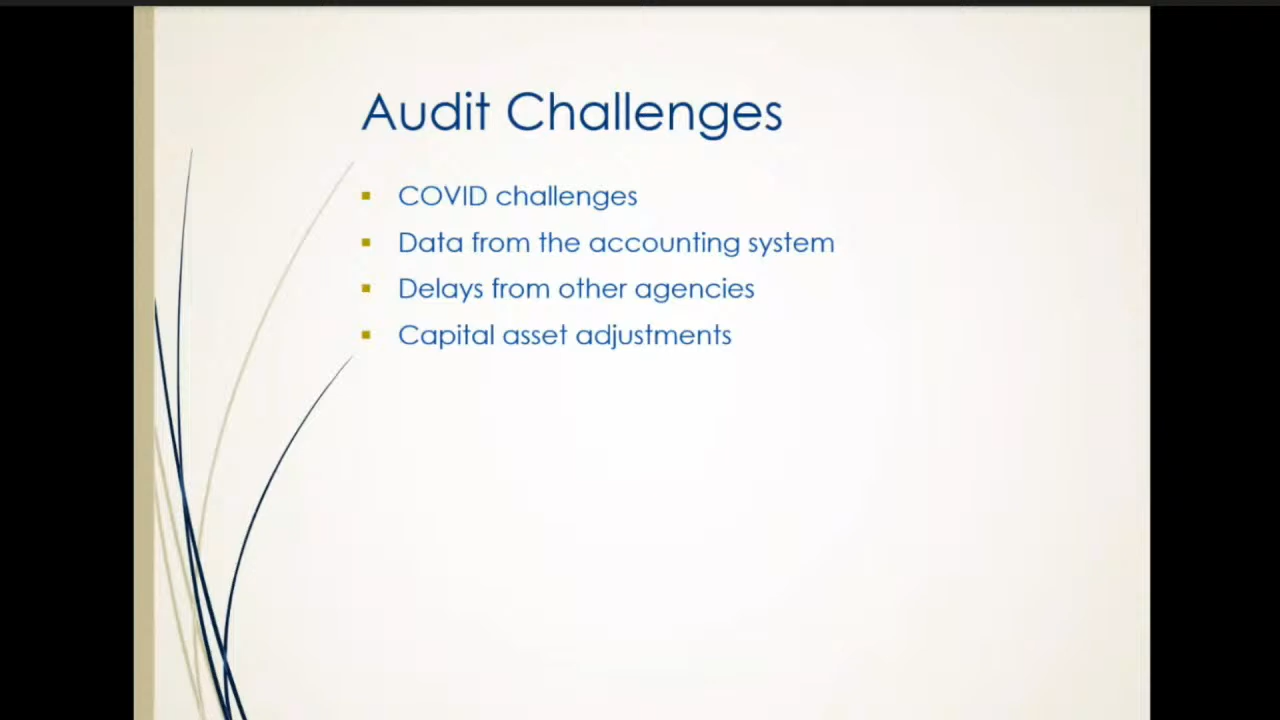 Audit Challenges
COVID challenges
Data from the accounting system
Delays from other agencies
Capital asset adjustments